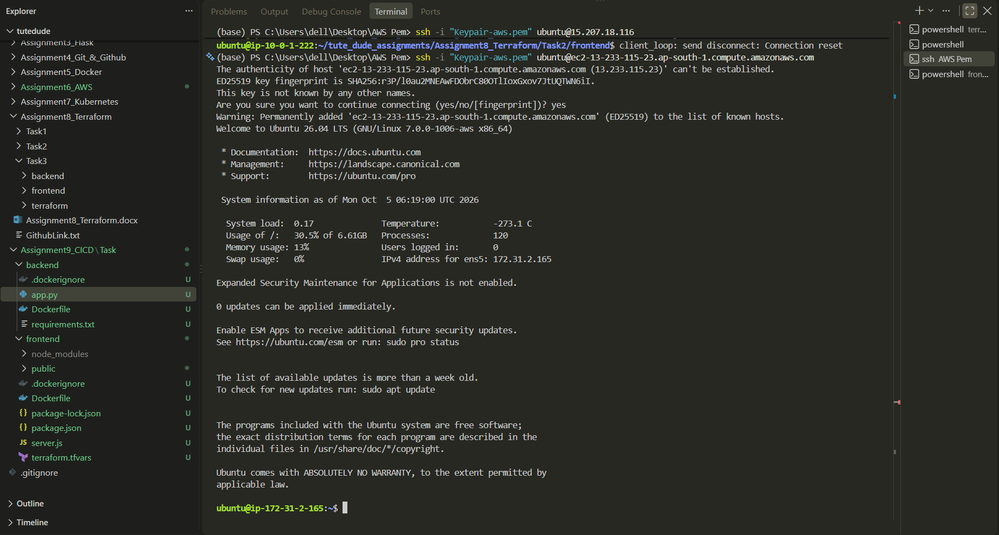 Explorer
tutedude
Assignment3_Flask
Assignment4_Git_&_Github
Assignment5_Docker
Assignment6_AWS
Assignment7_Kubernetes
Assignment8_Terraform
Task1
Task2
Task3
backend
frontend
terraform
Assignment8_Terraform.docx
GithubLink.txt
Assignment9_CICD\Task
backend
.dockerignore U
app.py U
Dockerfile U
requirements.txt U
frontend
node_modules
public
.dockerignore U
Dockerfile U
package-lock.json U
package.json U
JS server.js U
terraform.tfvars U
.gitignore
Outline
Timeline
Problems Output Debug Console Terminal Ports
(base) PS C:\Users\dell\Desktop\AWS Pem> ssh -i "Keypair-aws.pem" ubuntu@15.207.18.116
ubuntu@ip-10-0-1-222:~/tute_dude_assignments/Assignment8_Terraform/Task2/frontend$ client_loop: send disconnect: Connection reset
(base) PS C:\Users\dell\Desktop\AWS Pem> ssh -i "Keypair-aws.pem" ubuntu@ec2-13-233-115-23.ap-south-1.compute.amazonaws.com
The authenticity of host 'ec2-13-233-115-23.ap-south-1.compute.amazonaws.com (13.233.115.23)' can't be established.
ED25519 key fingerprint is SHA256:r3P/l0au2MNEAwFDObrC80OTlIoxGxov7JtUQTWN6iI.
This key is not known by any other names.
Are you sure you want to continue connecting (yes/no/[fingerprint])? yes
Warning: Permanently added 'ec2-13-233-115-23.ap-south-1.compute.amazonaws.com' (ED25519) to the list of known hosts.
Welcome to Ubuntu 26.04 LTS (GNU/Linux 7.0.0-1006-aws x86_64)
* Documentation: https://docs.ubuntu.com
* Management: https://landscape.canonical.com
* Support: https://ubuntu.com/pro
System information as of Mon Oct 5 06:19:00 UTC 2026
System load: 0.17 Temperature: -273.1 C
Usage of /: 30.5% of 6.61GB Processes: 120
Memory usage: 13% Users logged in: 0
Swap usage: 0% IPv4 address for ens5: 172.31.2.165
Expanded Security Maintenance for Applications is not enabled.
0 updates can be applied immediately.
Enable ESM Apps to receive additional future security updates.
See https://ubuntu.com/esm or run: sudo pro status
The list of available updates is more than a week old.
To check for new updates run: sudo apt update
The programs included with the Ubuntu system are free software;
the exact distribution terms for each program are described in the
individual files in /usr/share/doc/*/copyright.
Ubuntu comes with ABSOLUTELY NO WARRANTY, to the extent permitted by
applicable law.
ubuntu@ip-172-31-2-165:~$
powershell terr...
powershell
ssh AWS Pem
powershell fron...